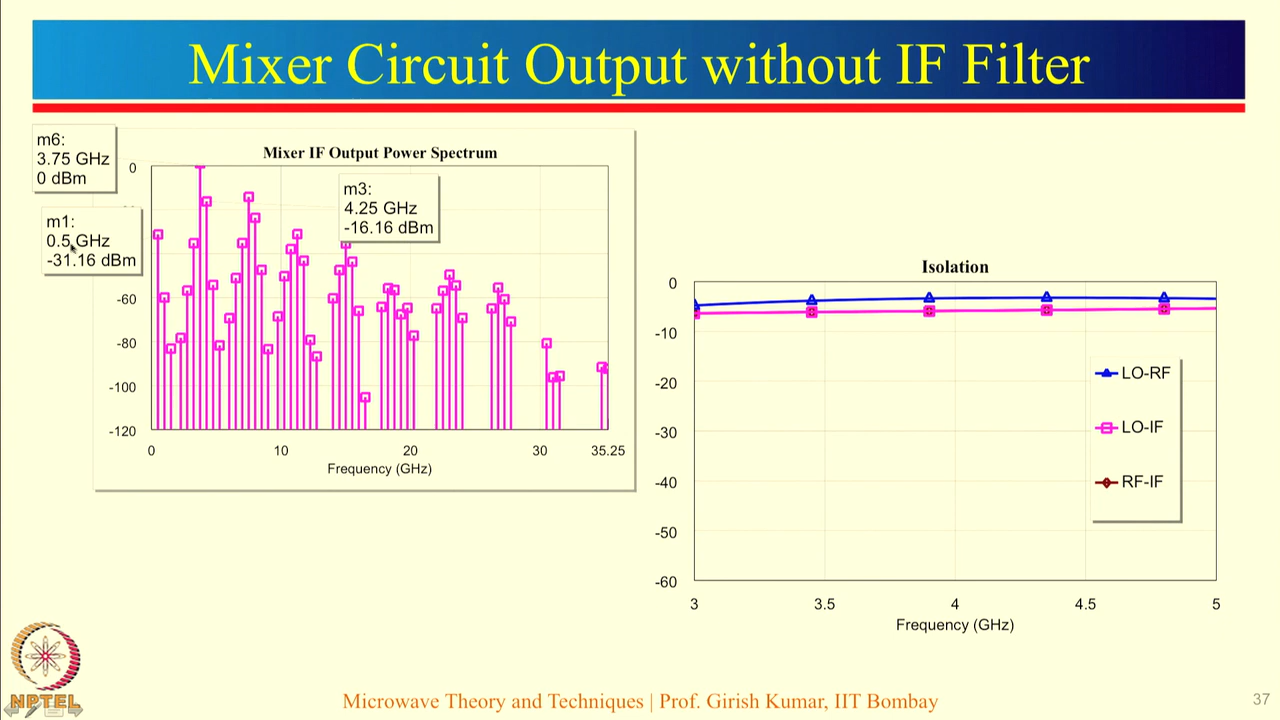 Mixer Circuit Output without IF Filter
m6:
3.75 GHz
0 dBm
m1:
0.5 GHz
-31.16 dBm
Mixer IF Output Power Spectrum
m3:
4.25 GHz
-16.16 dBm
0
-60
-80
-100
-120
0
10
20
30
35.25
Frequency (GHz)
Isolation
0
-10
-20
-30
-40
-50
-60
LO-RF
LO-IF
RF-IF
3
3.5
4
4.5
5
Frequency (GHz)
NPTEL
Microwave Theory and Techniques | Prof. Girish Kumar, IIT Bombay
37